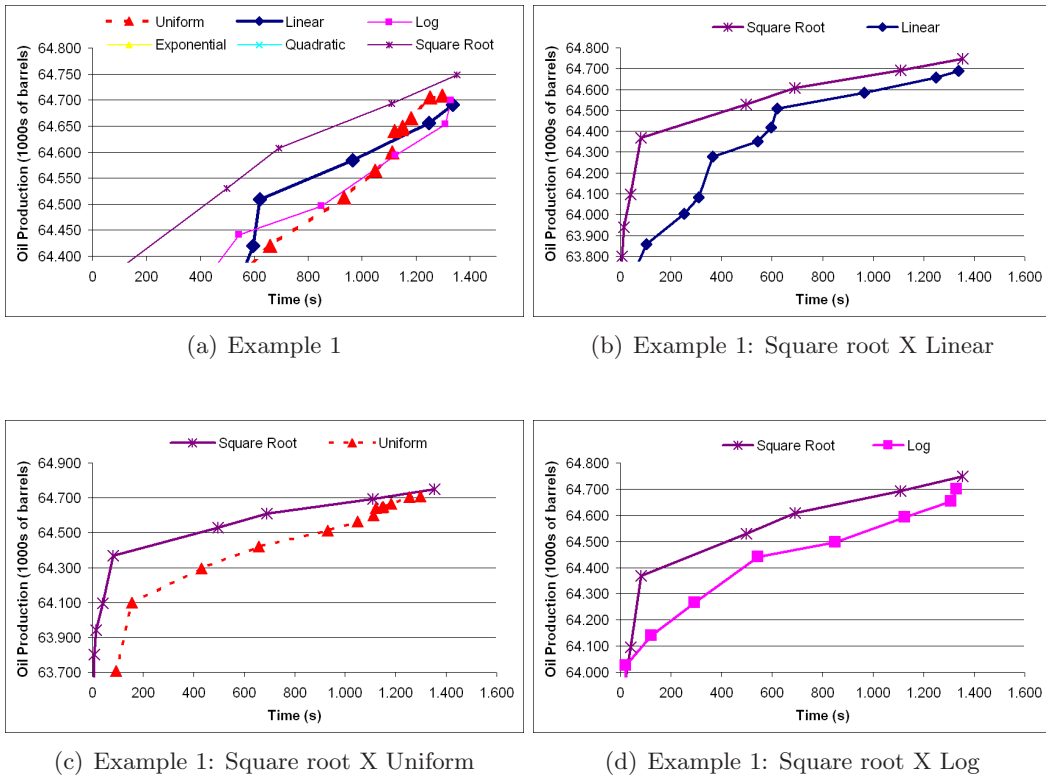 Uniform Linear Log
Exponential Quadratic Square Root
Oil Production (1000s of barrels)
64.800
64.750
64.700
64.650
64.600
64.550
64.500
64.450
64.400
0 200 400 600 800 1.000 1.200 1.400
Time (s)
(a) Example 1
Square Root Linear
Oil Production (1000s of barrels)
64.800
64.700
64.600
64.500
64.400
64.300
64.200
64.100
64.000
63.900
63.800
0 200 400 600 800 1.000 1.200 1.400 1.600
Time (s)
(b) Example 1: Square root X Linear
Square Root Uniform
Oil Production (1000s of barrels)
64.900
64.700
64.500
64.300
64.100
63.900
63.700
0 200 400 600 800 1.000 1.200 1.400 1.600
Time (s)
(c) Example 1: Square root X Uniform
Square Root Log
Oil Production (1000s of barrels)
64.800
64.700
64.600
64.500
64.400
64.300
64.200
64.100
64.000
0 200 400 600 800 1.000 1.200 1.400 1.600
Time (s)
(d) Example 1: Square root X Log